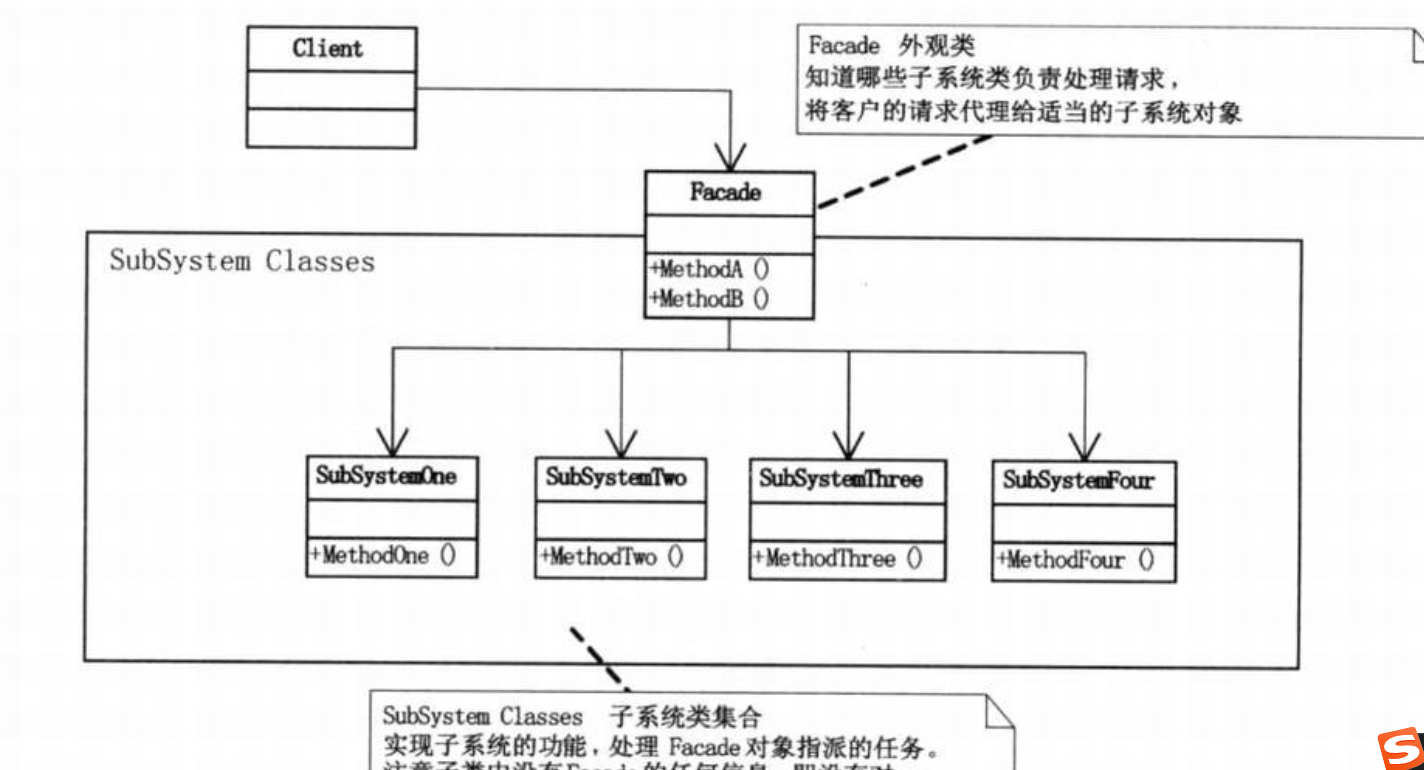 Client
Facade 外观类
知道哪些子系统类负责处理请求，
将客户的请求代理给适当的子系统对象
Facade
+MethodA ()
+MethodB ()
SubSystem Classes
SubSystemOne
+MethodOne ()
SubSystemTwo
+MethodTwo ()
SubSystemThree
+MethodThree ()
SubSystemFour
+MethodFour ()
SubSystem Classes 子系统类集合
实现子系统的功能，处理 Facade 对象指派的任务。
S